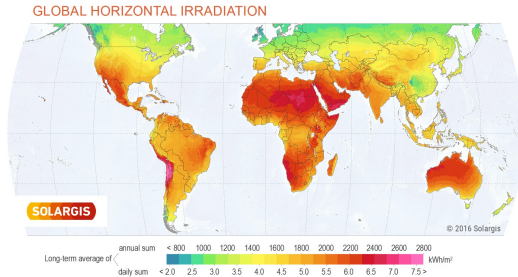 GLOBAL HORIZONTAL IRRADIATION
SOLARGIS
© 2016 Solargis
annual sum < 800 1000 1200 1400 1600 1800 2000 2200 2400 2600 2800
Long-term average of kWh/m²
daily sum < 2.0 2.5 3.0 3.5 4.0 4.5 5.0 5.5 6.0 6.5 7.0 7.5 >